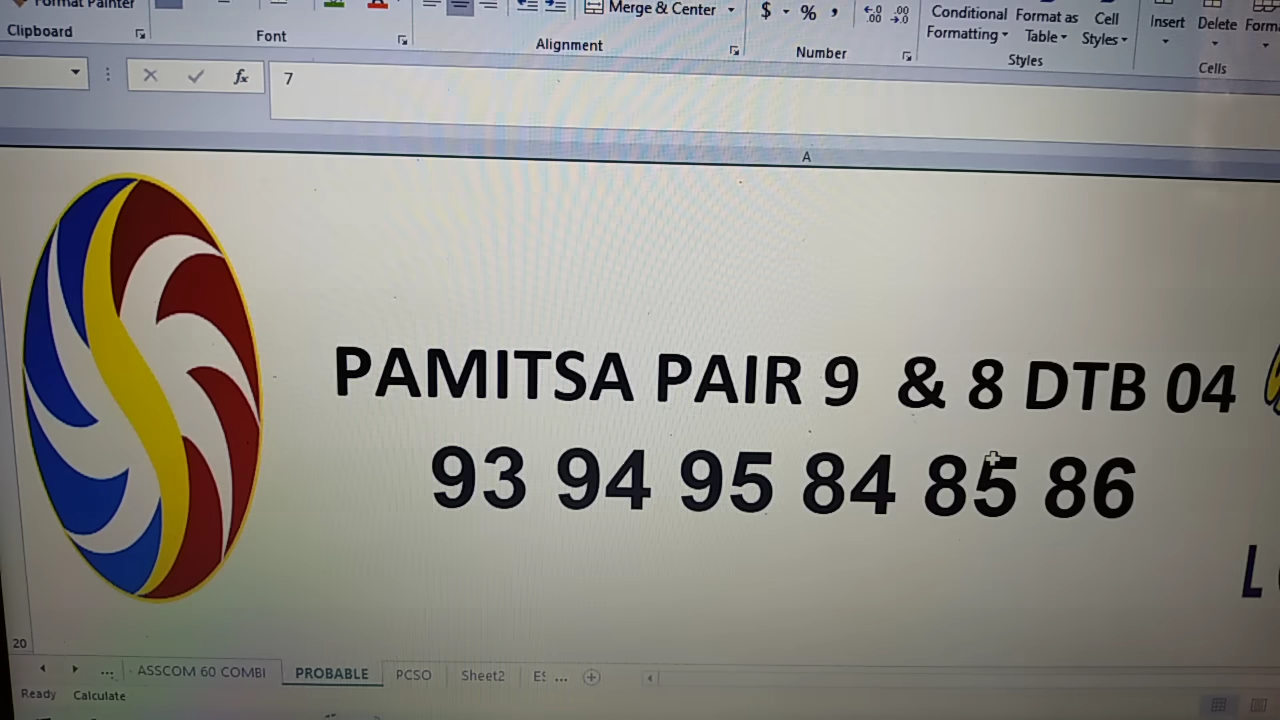 Format Painter
Merge & Center
$ % ,
Conditional Formatting
Format as Table
Cell Styles
Insert
Delete
Clipboard
Font
Alignment
Number
Styles
Cells
fx
7
A
PAMITSA PAIR 9 & 8 DTB 04
93 94 95 84 85 86
20
... ASSCOM 60 COMBI PROBABLE PCSO Sheet2 ...
Ready Calculate